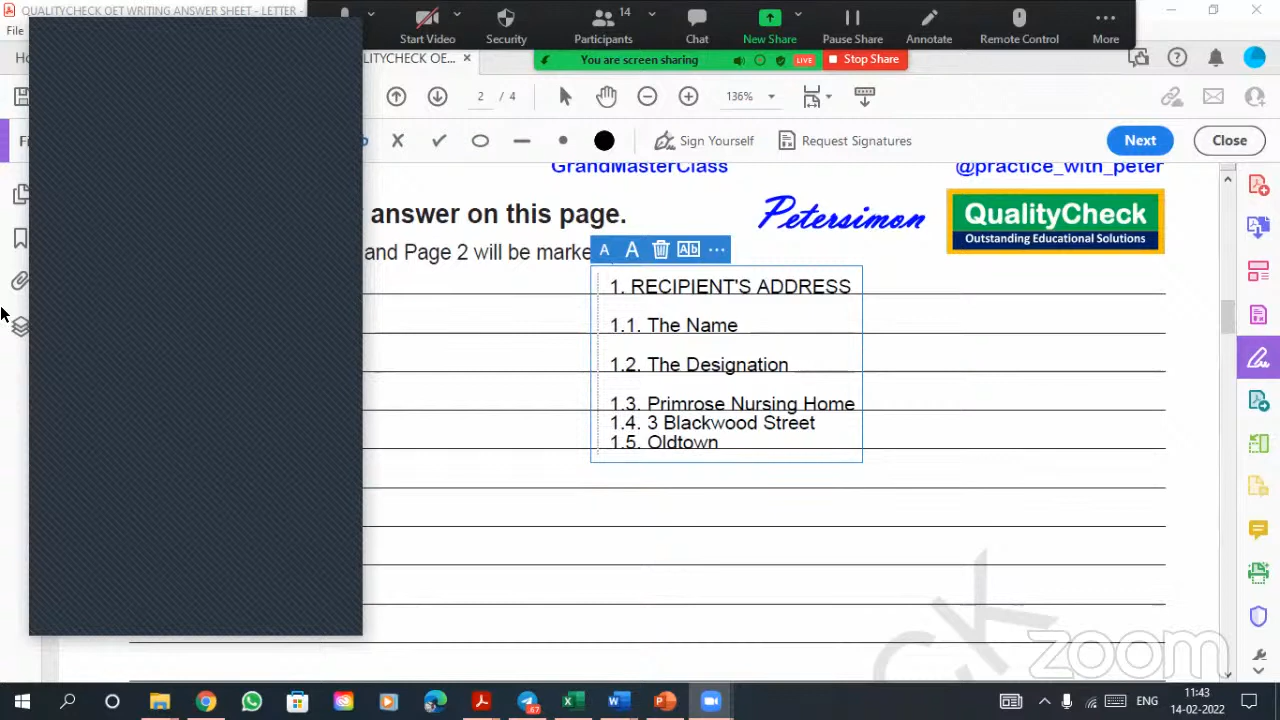 QUALITYCHECK OET WRITING ANSWER SHEET - LETTER -
14
Start Video
Security
Participants
Chat
New Share
Pause Share
Annotate
Remote Control
More
File
LITYCHECK OE...
You are screen sharing
LIVE
Stop Share
2 / 4
136%
Sign Yourself
Request Signatures
Next
Close
GrandMasterClass
@practice_with_peter
answer on this page.
Petersimon
QualityCheck
Outstanding Educational Solutions
and Page 2 will be marke
A A Ab ...
1. RECIPIENT'S ADDRESS
1.1. The Name
1.2. The Designation
1.3. Primrose Nursing Home
1.4. 3 Blackwood Street
1.5. Oldtown
ck
zoom
67
ENG
11:43
14-02-2022